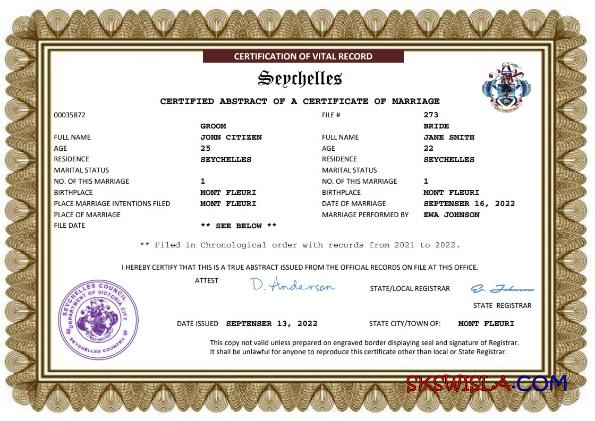 CERTIFICATION OF VITAL RECORD
Seychelles
CERTIFIED ABSTRACT OF A CERTIFICATE OF MARRIAGE
00035872 FILE # 273
GROOM BRIDE
FULL NAME JOHN CITIZEN FULL NAME JANE SMITH
AGE 25 AGE 22
RESIDENCE SEYCHELLES RESIDENCE SEYCHELLES
MARITAL STATUS MARITAL STATUS
NO. OF THIS MARRIAGE 1 NO. OF THIS MARRIAGE 1
BIRTHPLACE MONT FLEURI BIRTHPLACE MONT FLEURI
PLACE MARRIAGE INTENTIONS FILED MONT FLEURI DATE OF MARRIAGE SEPTENSER 16, 2022
PLACE OF MARRIAGE MARRIAGE PERFORMED BY EWA JOHNSON
FILE DATE ** SEE BELOW **
** Filed in Chronological order with records from 2021 to 2022.
I HEREBY CERTIFY THAT THIS IS A TRUE ABSTRACT ISSUED FROM THE OFFICIAL RECORDS ON FILE AT THIS OFFICE.
ATTEST D. Anderson STATE/LOCAL REGISTRAR
STATE REGISTRAR
SEYCHELLES COUNCIL
DEPARTMENT OF VICTORIA CITY
SEYCHELLES COUNTRY
DATE ISSUED SEPTEMSER 13, 2022 STATE CITY/TOWN OF: MONT FLEURI
This copy not valid unless prepared on engraved border displaying seal and signature of Registrar.
It shall be unlawful for anyone to reproduce this certificate other than local or State Registrar.
SKSWISLA.COM